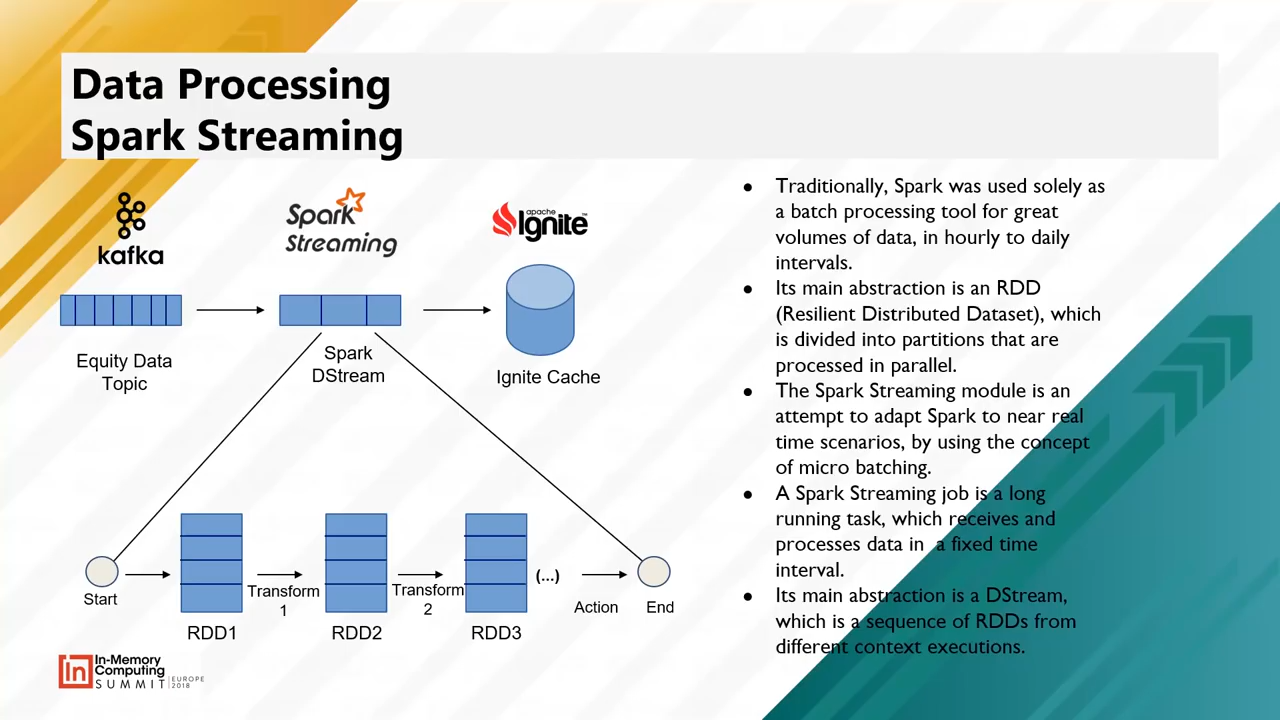 Data Processing
Spark Streaming
kafka
Spark
Streaming
apache
Ignite™
Equity Data
Topic
Spark
DStream
Ignite Cache
Start
RDD1
Transform
1
RDD2
Transform
2
RDD3
(...)
Action
End
● Traditionally, Spark was used solely as
a batch processing tool for great
volumes of data, in hourly to daily
intervals.
● Its main abstraction is an RDD
(Resilient Distributed Dataset), which
is divided into partitions that are
processed in parallel.
● The Spark Streaming module is an
attempt to adapt Spark to near real
time scenarios, by using the concept
of micro batching.
● A Spark Streaming job is a long
running task, which receives and
processes data in  a fixed time
interval.
● Its main abstraction is a DStream,
which is a sequence of RDDs from
different context executions.
In
In-Memory
Computing
SUMMIT
EUROPE
2018